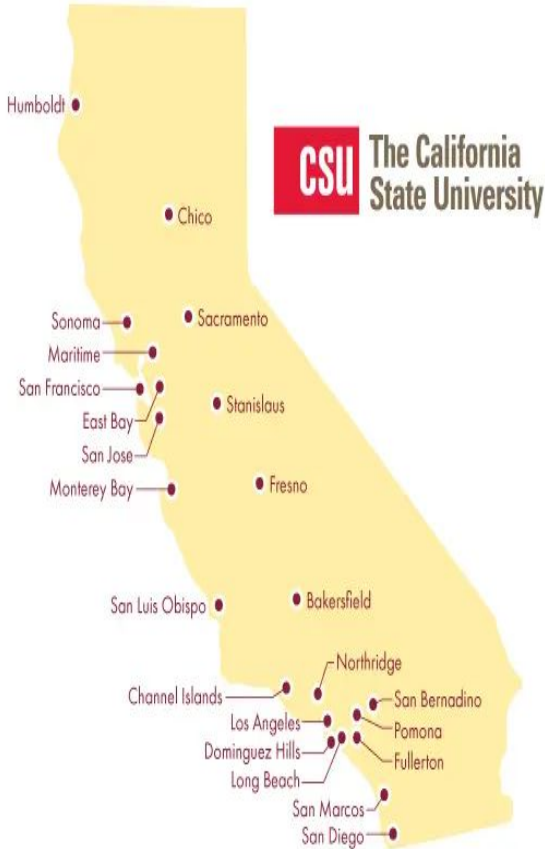 Humboldt
CSU The California
State University
Chico
Sonoma
Sacramento
Maritime
San Francisco
East Bay
Stanislaus
San Jose
Monterey Bay
Fresno
San Luis Obispo
Bakersfield
Northridge
Channel Islands
San Bernadino
Los Angeles
Pomona
Dominguez Hills
Fullerton
Long Beach
San Marcos
San Diego